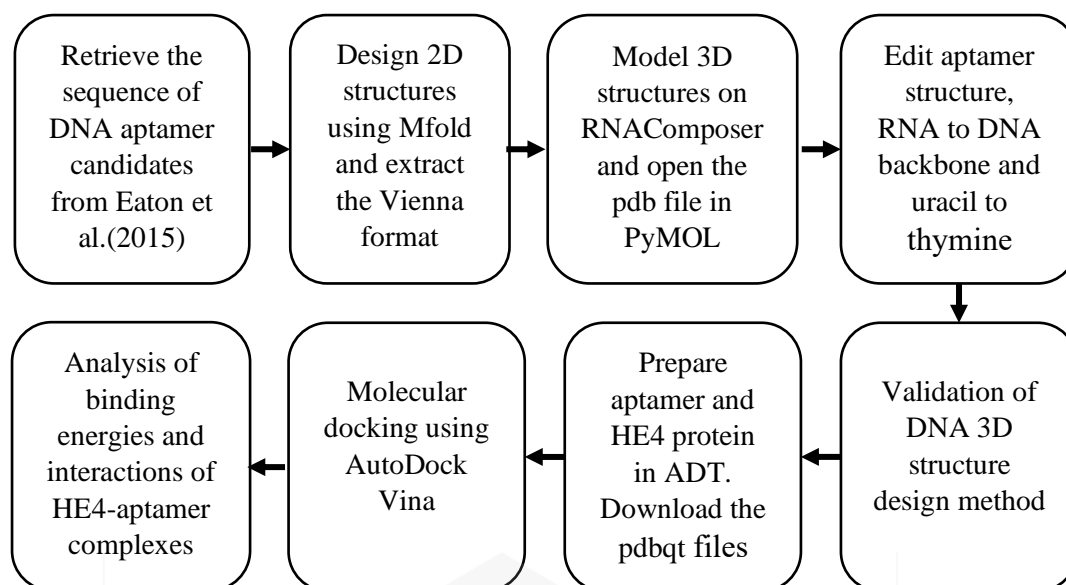 Retrieve the
sequence of
DNA aptamer
candidates
from Eaton et
al.(2015)
Design 2D
structures
using Mfold
and extract
the Vienna
format
Model 3D
structures on
RNAComposer
and open the
pdb file in
PyMOL
Edit aptamer
structure,
RNA to DNA
backbone and
uracil to
thymine
Validation of
DNA 3D
structure
design method
Prepare
aptamer and
HE4 protein
in ADT.
Download the
pdbqt files
Molecular
docking using
AutoDock
Vina
Analysis of
binding
energies and
interactions of
HE4-aptamer
complexes